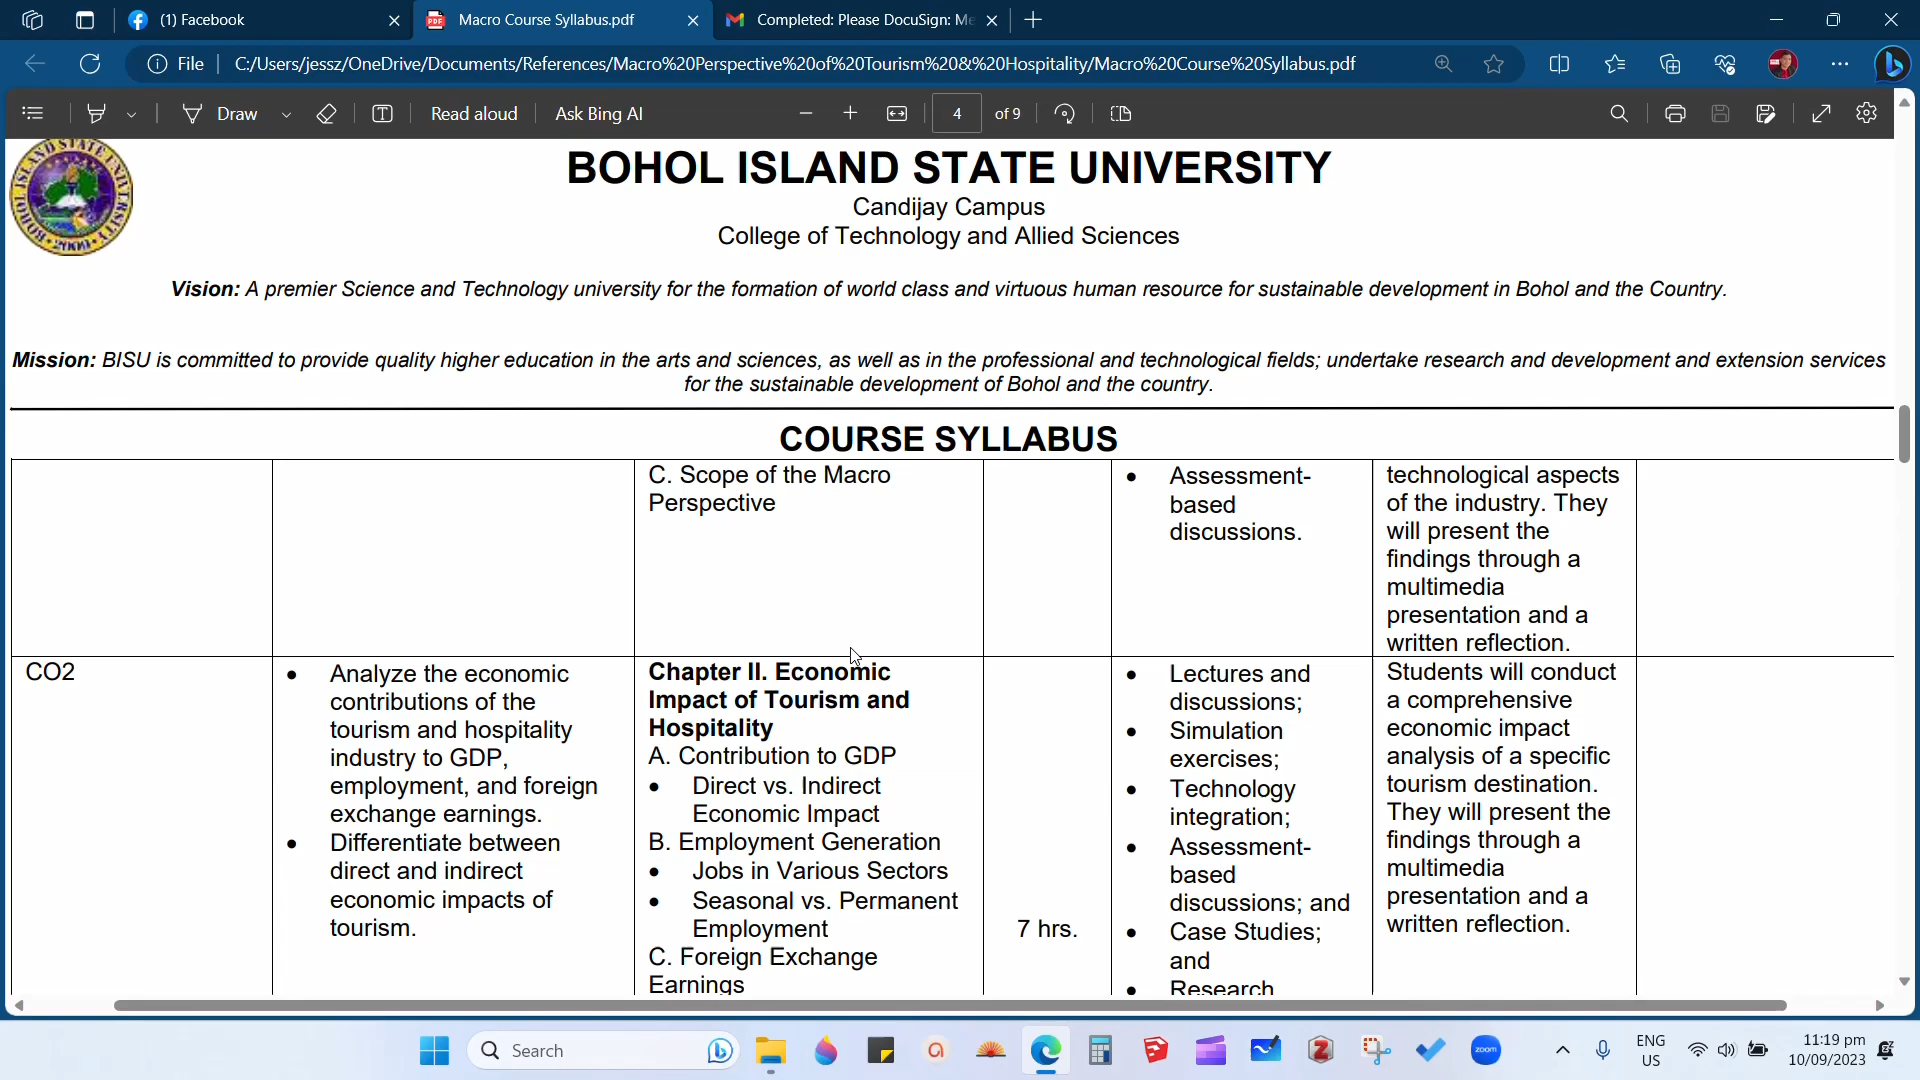 (1) Facebook
Macro Course Syllabus.pdf
Completed: Please DocuSign: Me
File
C:/Users/jessz/OneDrive/Documents/References/Macro%20Perspective%20of%20Tourism%20&%20Hospitality/Macro%20Course%20Syllabus.pdf
Draw
Read aloud
Ask Bing AI
4
of 9
BOHOL ISLAND STATE UNIVERSITY
Candijay Campus
College of Technology and Allied Sciences
Vision: A premier Science and Technology university for the formation of world class and virtuous human resource for sustainable development in Bohol and the Country.
Mission: BISU is committed to provide quality higher education in the arts and sciences, as well as in the professional and technological fields; undertake research and development and extension services
for the sustainable development of Bohol and the country.
COURSE SYLLABUS
C. Scope of the Macro
Perspective
• Assessment-
based
discussions.
technological aspects
of the industry. They
will present the
findings through a
multimedia
presentation and a
written reflection.
CO2
• Analyze the economic
contributions of the
tourism and hospitality
industry to GDP,
employment, and foreign
exchange earnings.
• Differentiate between
direct and indirect
economic impacts of
tourism.
Chapter II. Economic
Impact of Tourism and
Hospitality
A. Contribution to GDP
• Direct vs. Indirect
Economic Impact
B. Employment Generation
• Jobs in Various Sectors
• Seasonal vs. Permanent
Employment
C. Foreign Exchange
Earnings
7 hrs.
• Lectures and
discussions;
• Simulation
exercises;
• Technology
integration;
• Assessment-
based
discussions; and
• Case Studies;
and
• Research
Students will conduct
a comprehensive
economic impact
analysis of a specific
tourism destination.
They will present the
findings through a
multimedia
presentation and a
written reflection.
Search
zoom
ENG
US
11:19 pm
10/09/2023